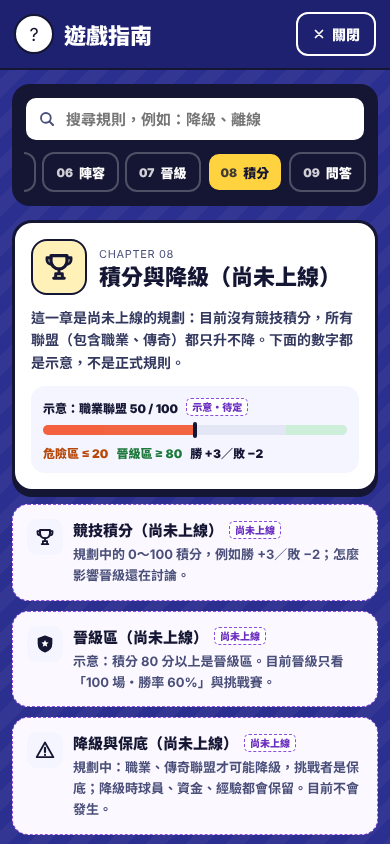 ? 遊戲指南 × 關閉
搜尋規則，例如：降級、離線
06 陣容 07 晉級 08 積分 09 問答
CHAPTER 08
積分與降級（尚未上線）
這一章是尚未上線的規劃：目前沒有競技積分，所有
聯盟（包含職業、傳奇）都只升不降。下面的數字都
是示意，不是正式規則。
示意：職業聯盟 50 / 100 示意・待定
危險區 ≤ 20 晉級區 ≥ 80 勝 +3／敗 −2
競技積分（尚未上線） 尚未上線
規劃中的 0～100 積分，例如勝 +3／敗 −2；怎麼
影響晉級還在討論。
晉級區（尚未上線） 尚未上線
示意：積分 80 分以上是晉級區。目前晉級只看
「100 場・勝率 60%」與挑戰賽。
降級與保底（尚未上線） 尚未上線
規劃中：職業、傳奇聯盟才可能降級，挑戰者是保
底；降級時球員、資金、經驗都會保留。目前不會
發生。